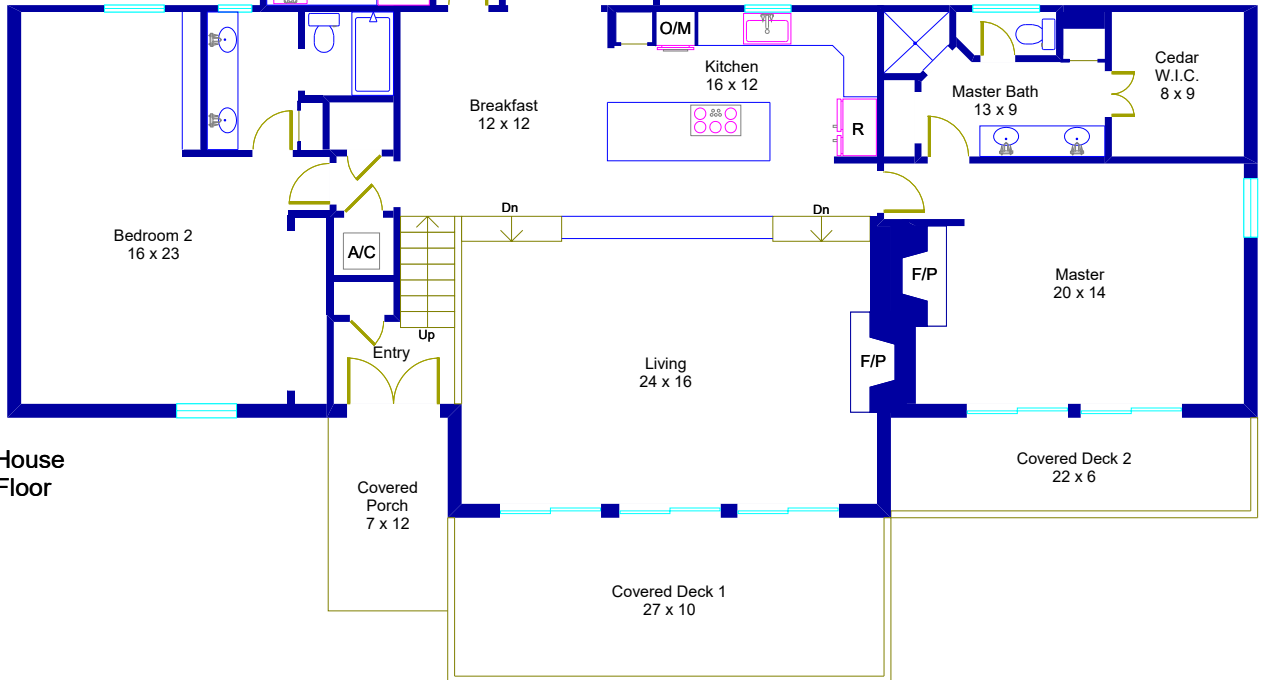 O/M
Kitchen
16 x 12
Breakfast
12 x 12
R
Master Bath
13 x 9
Cedar
W.I.C.
8 x 9
Bedroom 2
16 x 23
A/C
Dn
Dn
Up
Entry
F/P
F/P
Living
24 x 16
Master
20 x 14
House
Floor
Covered
Porch
7 x 12
Covered Deck 2
22 x 6
Covered Deck 1
27 x 10